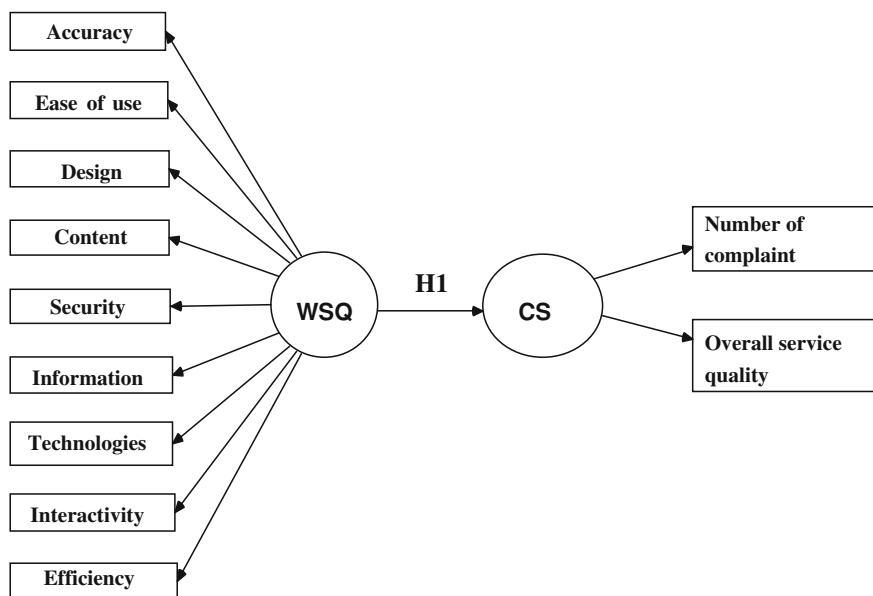 Accuracy
Ease of use
Design
Content
Security
Information
Technologies
Interactivity
Efficiency
WSQ
H1
CS
Number of
complaint
Overall service
quality